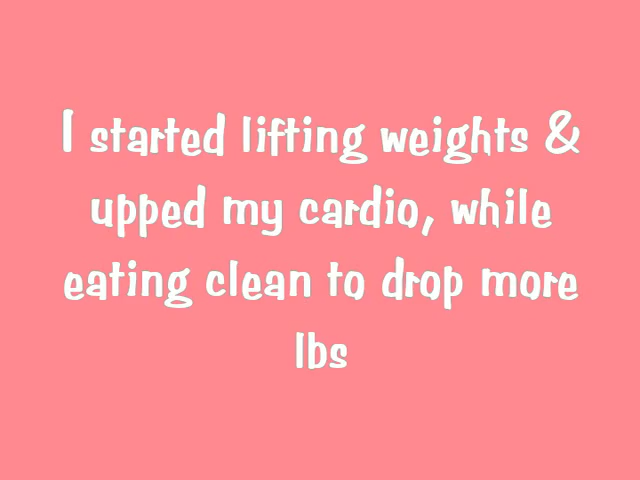 I started lifting weights &
upped my cardio, while
eating clean to drop more
lbs